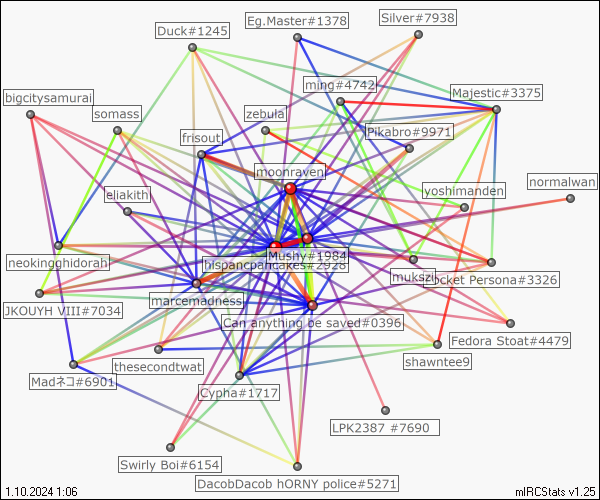 Eg.Master#1378
Silver#7938
Duck#1245
ming#4742
Majestic#3375
bigcitysamurai
somass
zebula
Pikabro#9971
frisout
moonraven
eliakith
yoshimanden
normalwan
Mushy#1984
neokingghidorah
hispancpancakes#2928
mukszli
Rocket Persona#3326
marcemadness
JKOUYH VIII#7034
Can anything be saved#0396
Fedora Stoat#4479
thesecondtwat
shawntee9
Madネコ#6901
Cypha#1717
LPK2387 #7690
Swirly Boi#6154
DacobDacob hORNY police#5271
1.10.2024 1:06
mIRCStats v1.25